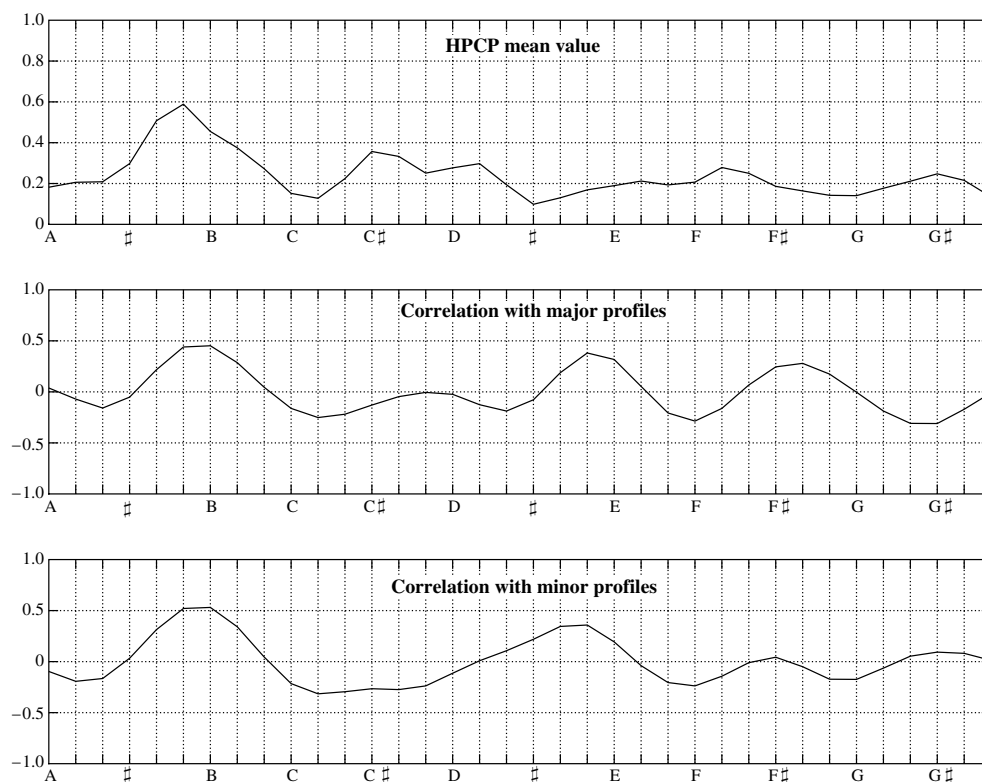 1.0
HPCP mean value
0.8
0.6
0.4
0.2
0
A ♯ B C C♯ D ♯ E F F♯ G G♯
1.0
Correlation with major profiles
0.5
0
−0.5
−1.0
A ♯ B C C♯ D ♯ E F F♯ G G♯
1.0
Correlation with minor profiles
0.5
0
−0.5
−1.0
A ♯ B C C♯ D ♯ E F F♯ G G♯